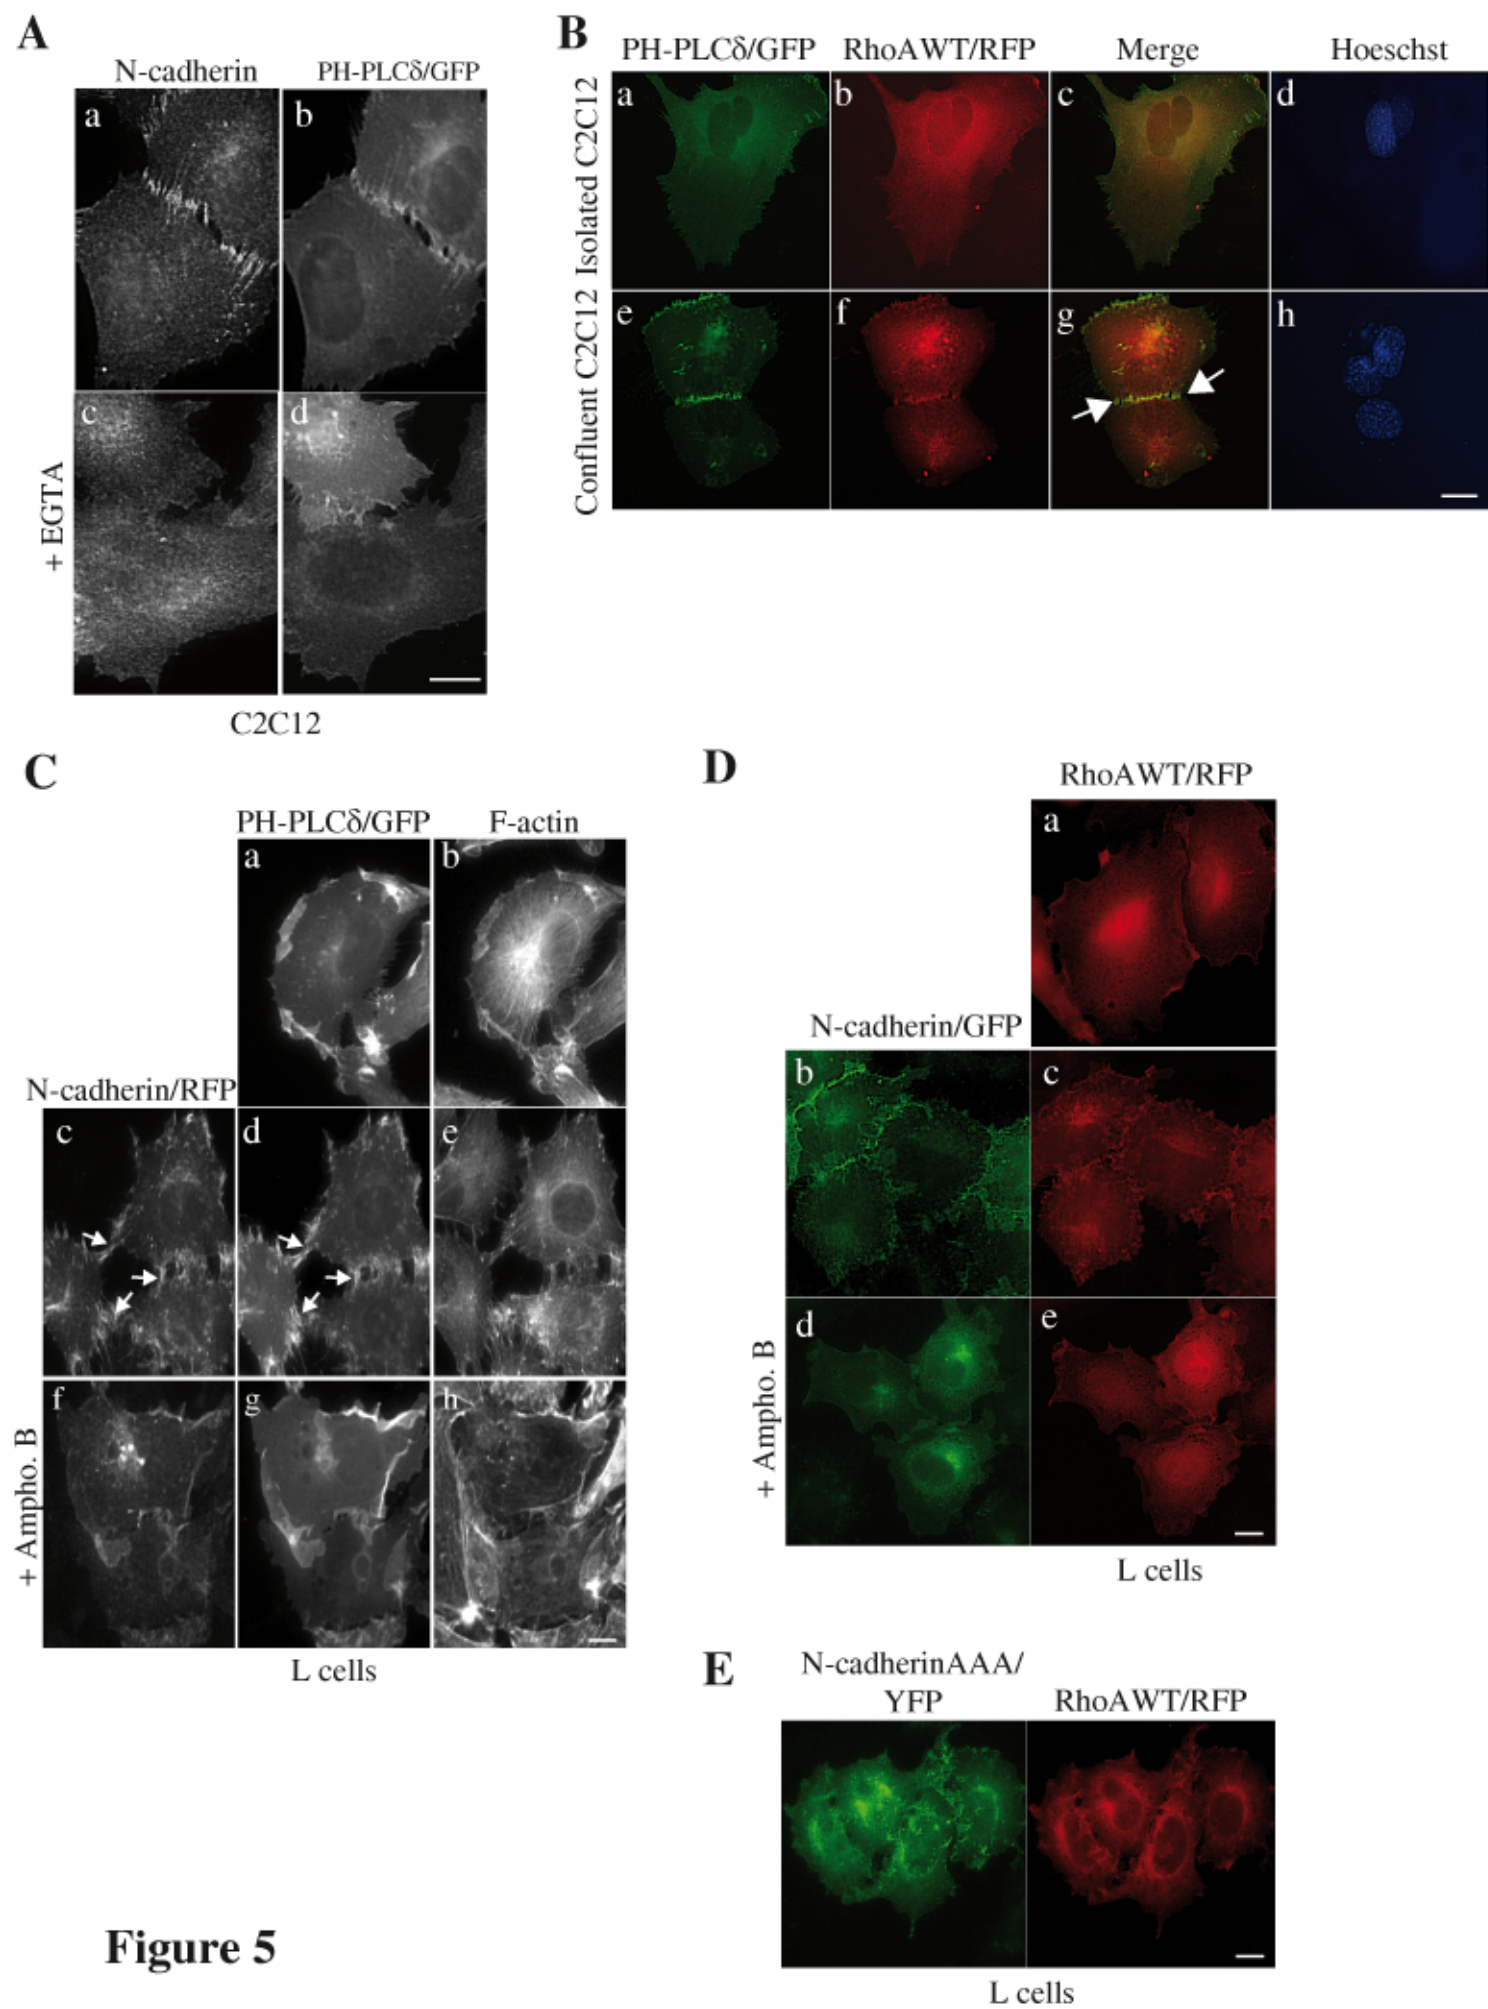 A
N-cadherin
PH-PLCδ/GFP
a
b
c
d
+ EGTA
C2C12
B
PH-PLCδ/GFP
RhoAWT/RFP
Merge
Hoeschst
Isolated C2C12
a
b
c
d
Confluent C2C12
e
f
g
h
C
PH-PLCδ/GFP
F-actin
a
b
N-cadherin/RFP
c
d
e
+ Ampho. B
f
g
h
L cells
D
RhoAWT/RFP
a
N-cadherin/GFP
b
c
+ Ampho. B
d
e
L cells
E
N-cadherinAAA/
YFP
RhoAWT/RFP
L cells
Figure 5